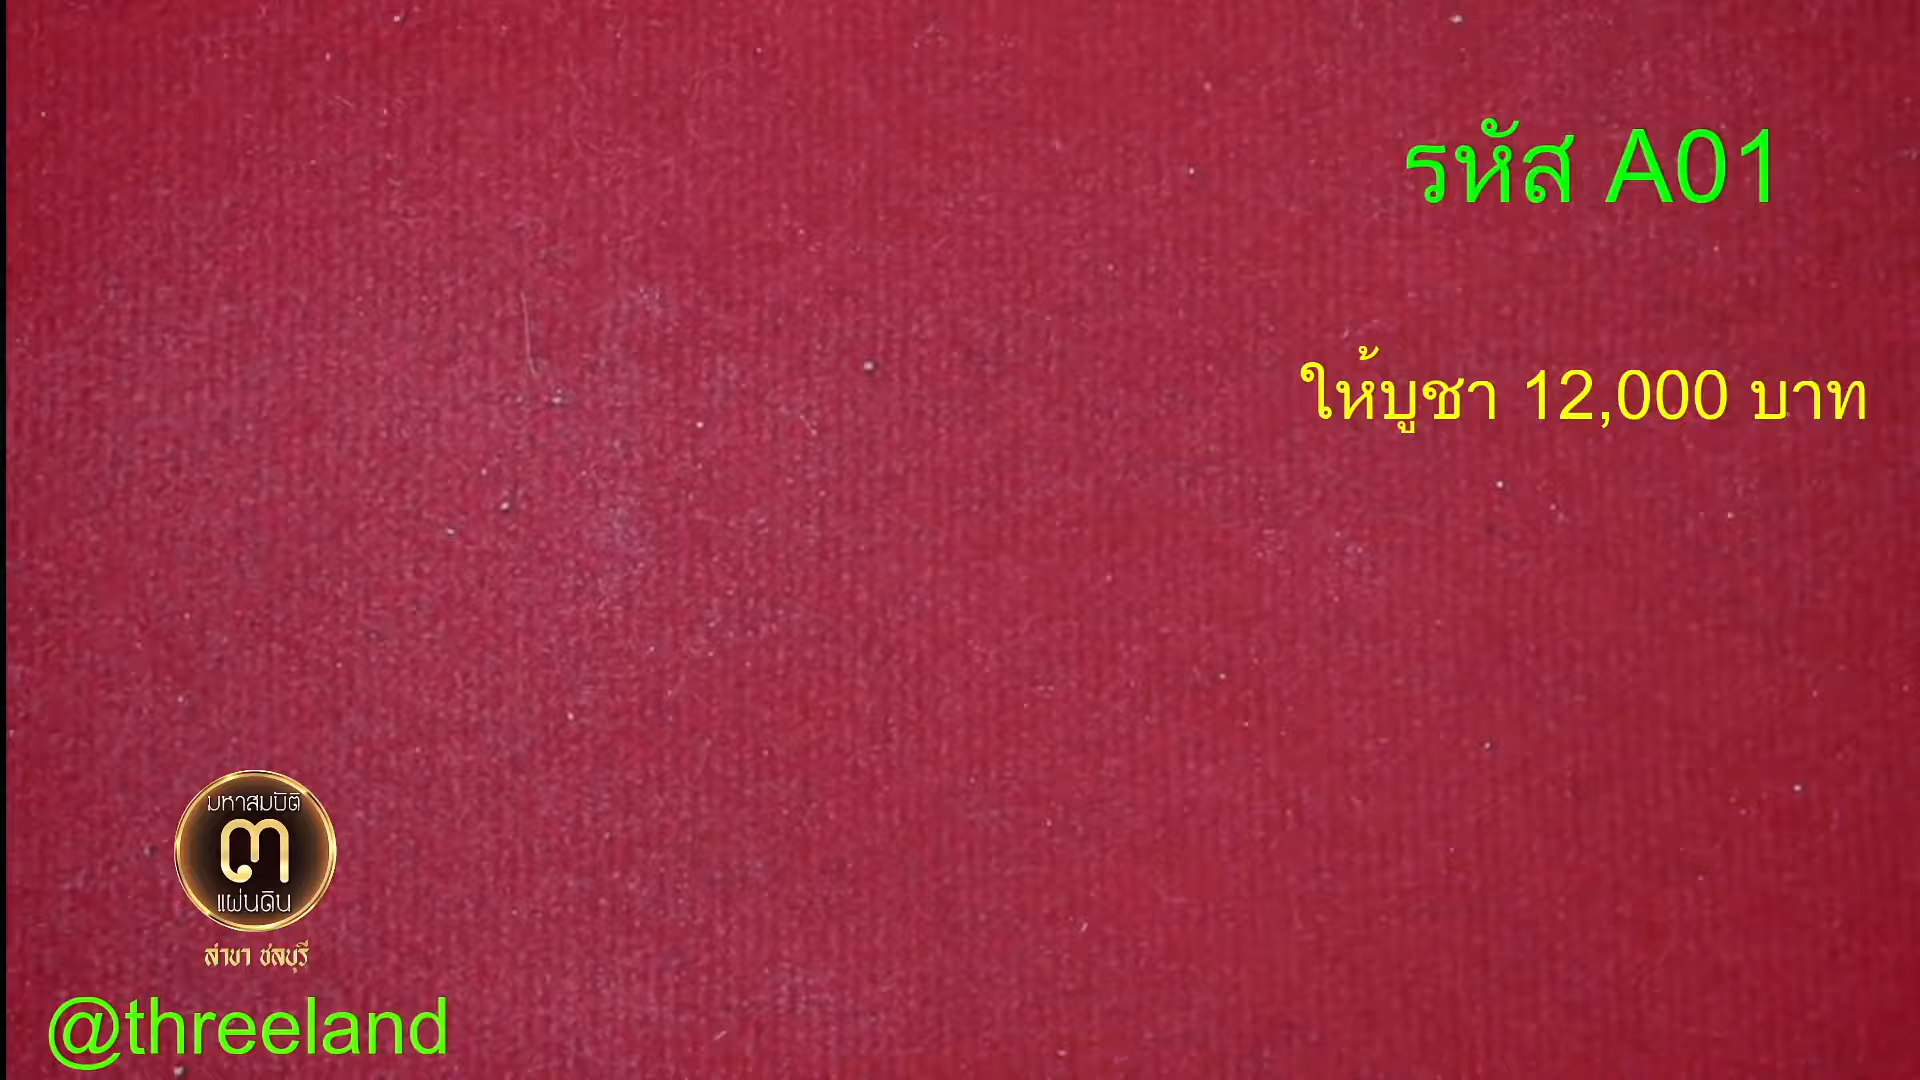 รหัส A01
ให้บูชา 12,000 บาท
มหาสมบัติ
๓
แผ่นดิน
สาขา ชลบุรี
@threeland